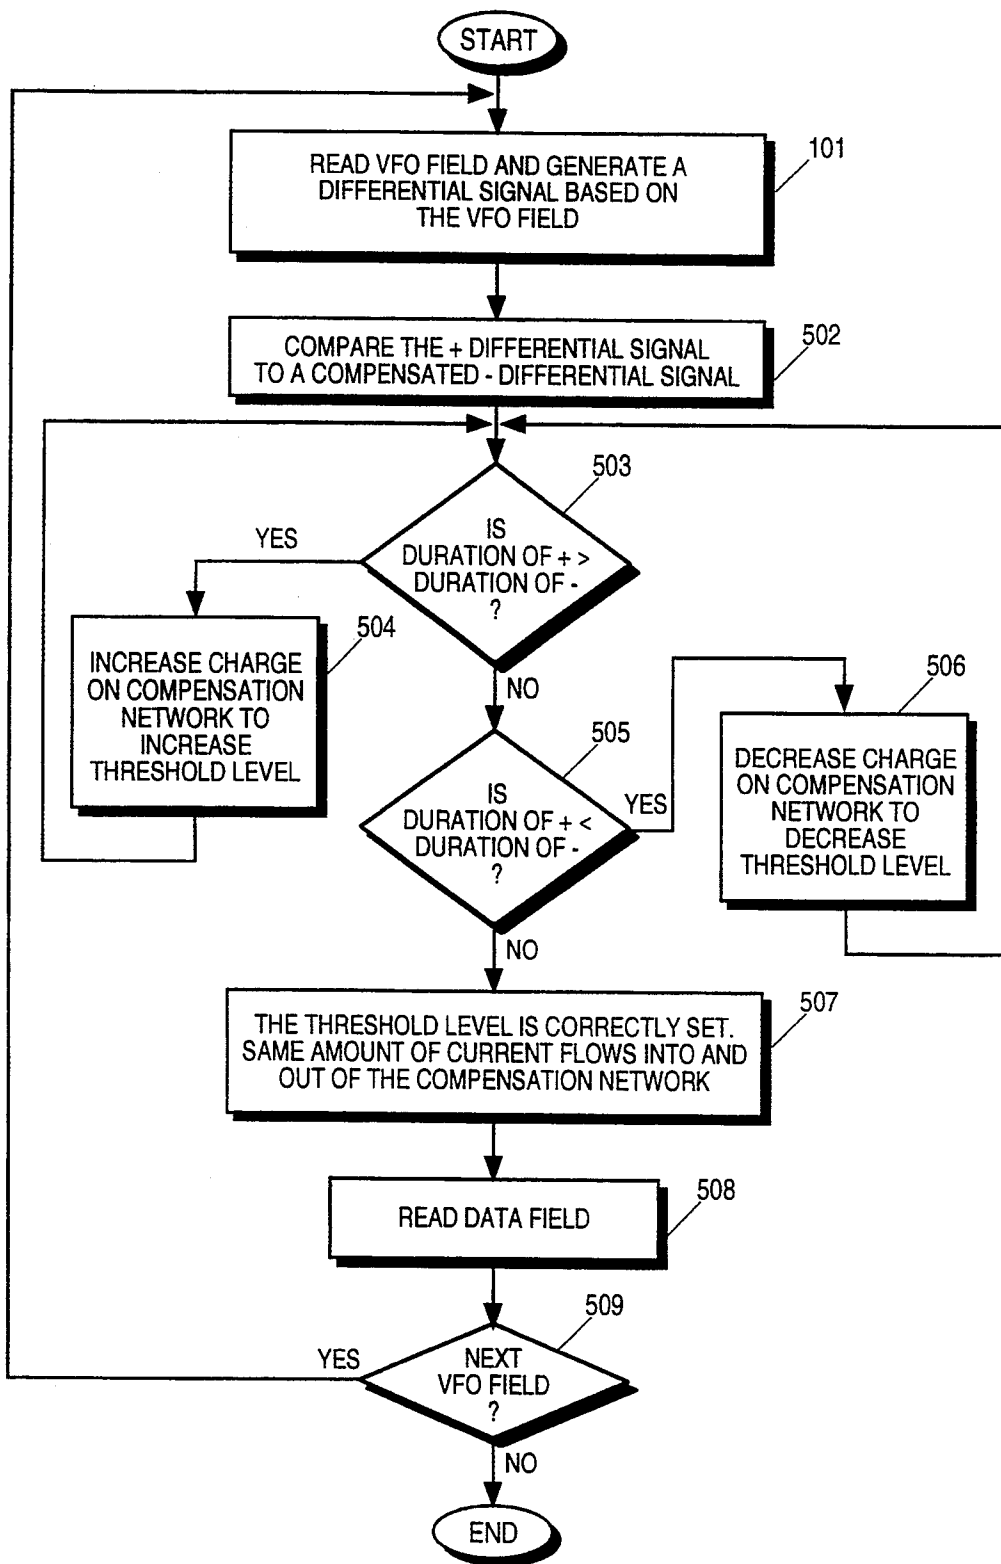 START
READ VFO FIELD AND GENERATE A
DIFFERENTIAL SIGNAL BASED ON
THE VFO FIELD
101
COMPARE THE + DIFFERENTIAL SIGNAL
TO A COMPENSATED - DIFFERENTIAL SIGNAL
502
503
IS
DURATION OF + >
DURATION OF -
?
YES
504
INCREASE CHARGE
ON COMPENSATION
NETWORK TO
INCREASE
THRESHOLD LEVEL
NO
505
IS
DURATION OF + <
DURATION OF -
?
YES
506
DECREASE CHARGE
ON COMPENSATION
NETWORK TO
DECREASE
THRESHOLD LEVEL
NO
507
THE THRESHOLD LEVEL IS CORRECTLY SET.
SAME AMOUNT OF CURRENT FLOWS INTO AND
OUT OF THE COMPENSATION NETWORK
508
READ DATA FIELD
509
NEXT
VFO FIELD
?
YES
NO
END